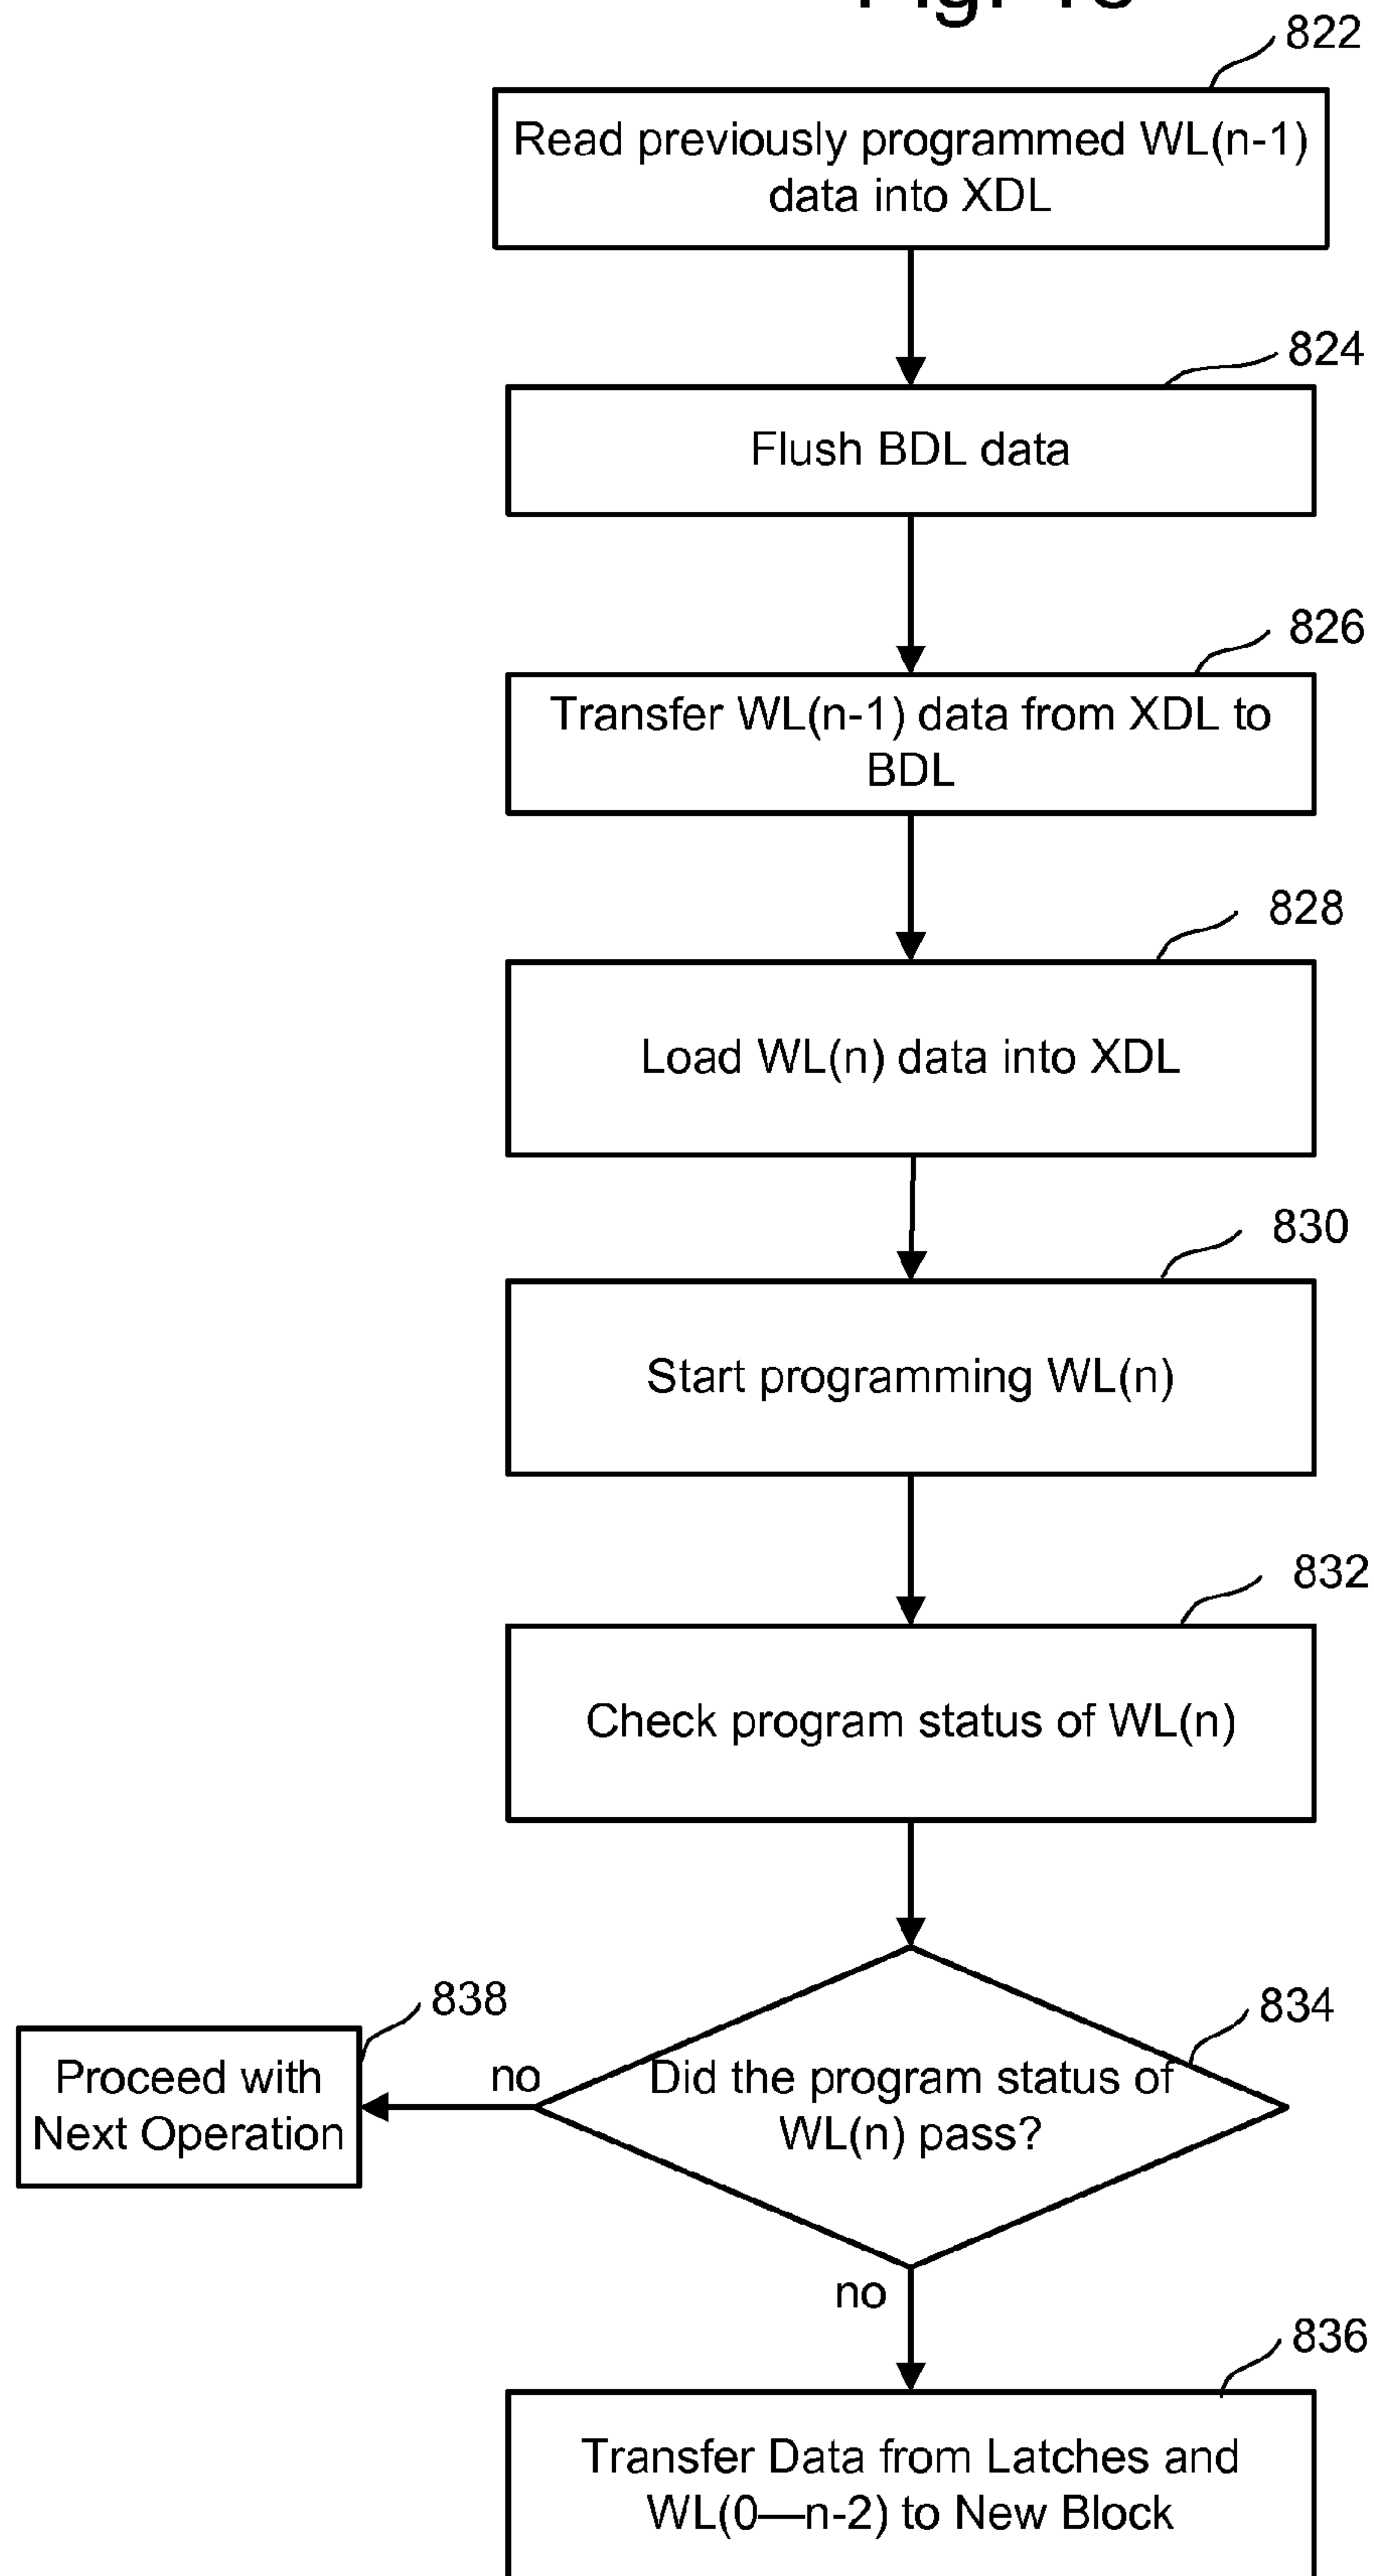 822
Read previously programmed WL(n-1)
data into XDL
824
Flush BDL data
826
Transfer WL(n-1) data from XDL to
BDL
828
Load WL(n) data into XDL
830
Start programming WL(n)
832
Check program status of WL(n)
838
834
Proceed with
Next Operation
no
Did the program status of
WL(n) pass?
no
836
Transfer Data from Latches and
WL(0—n-2) to New Block